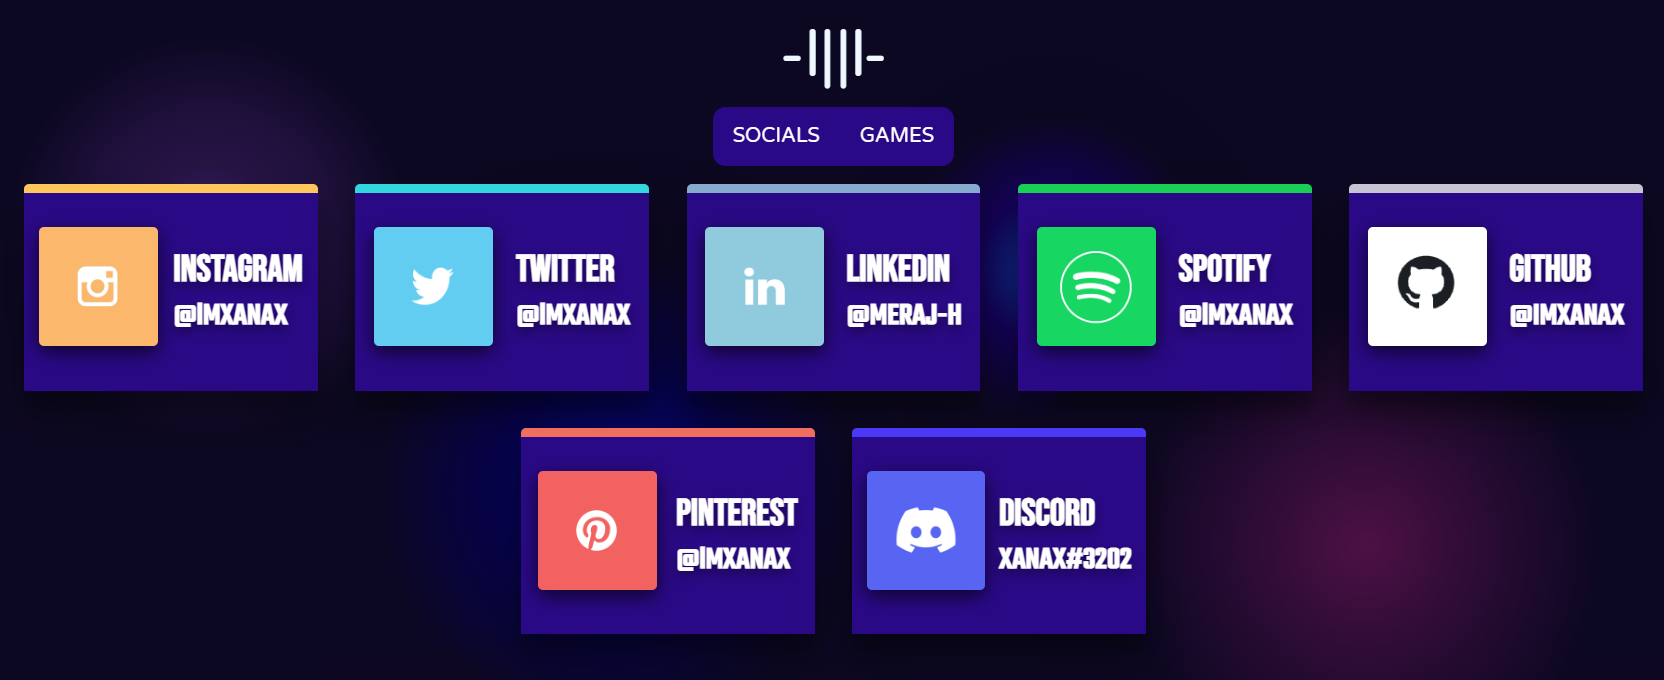 SOCIALS GAMES
INSTAGRAM
@IMXANAX
TWITTER
@IMXANAX
LINKEDIN
@MERAJ-H
SPOTIFY
@IMXANAX
GITHUB
@IMXANAX
PINTEREST
@IMXANAX
DISCORD
XANAX#3202